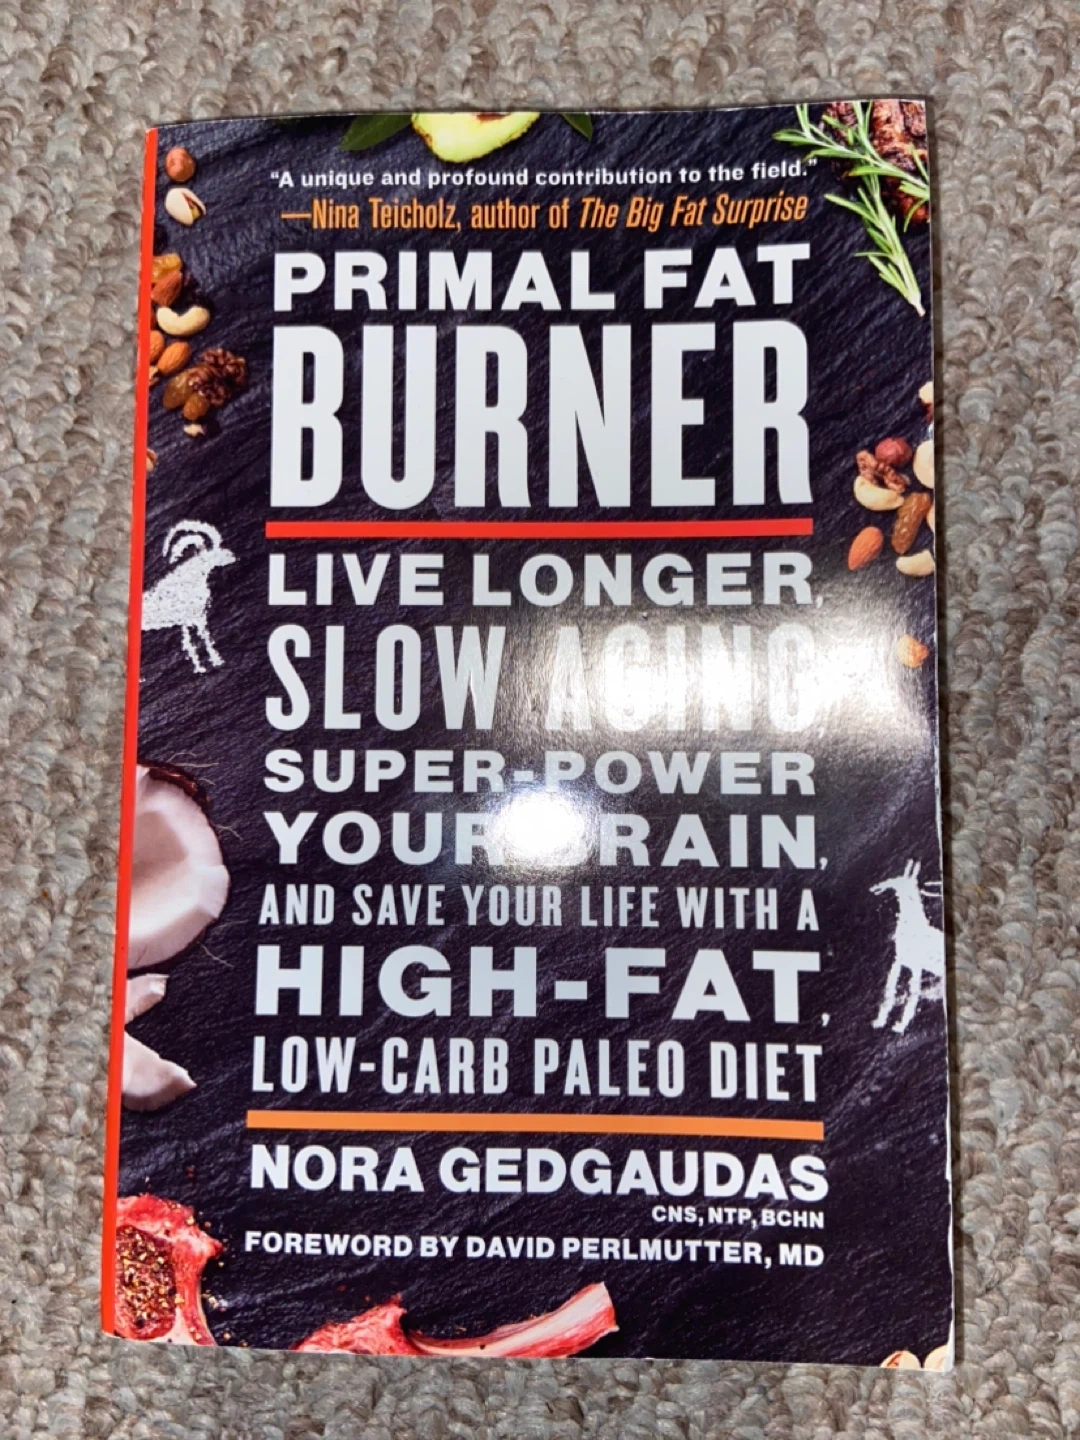 "A unique and profound contribution to the field."
—Nina Teicholz, author of The Big Fat Surprise
PRIMAL FAT
BURNER
LIVE LONGER,
SLOW AGING,
SUPER-POWER
YOUR BRAIN,
AND SAVE YOUR LIFE WITH A
HIGH-FAT,
LOW-CARB PALEO DIET
NORA GEDGAUDAS
CNS, NTP, BCHN
FOREWORD BY DAVID PERLMUTTER, MD